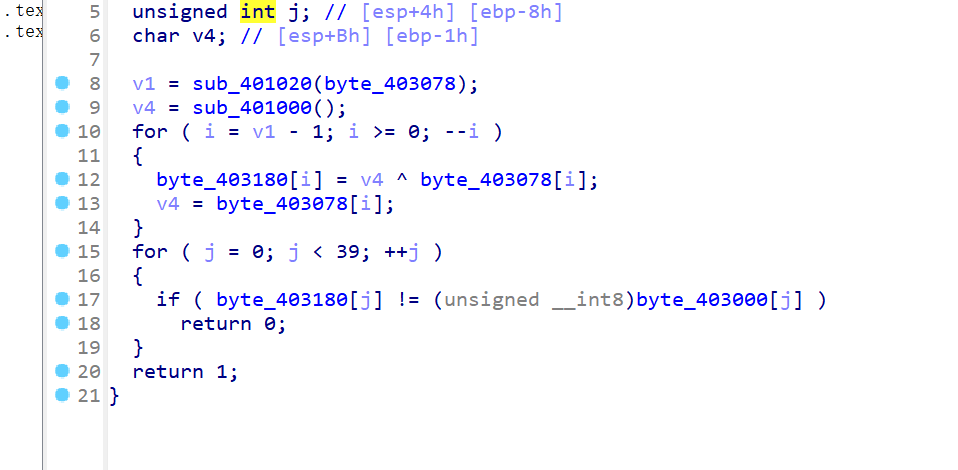 .tex 5 unsigned int j; // [esp+4h] [ebp-8h]
.tex 6 char v4; // [esp+Bh] [ebp-1h]
7
8 v1 = sub_401020(byte_403078);
9 v4 = sub_401000();
10 for ( i = v1 - 1; i >= 0; --i )
11 {
12 byte_403180[i] = v4 ^ byte_403078[i];
13 v4 = byte_403078[i];
14 }
15 for ( j = 0; j < 39; ++j )
16 {
17 if ( byte_403180[j] != (unsigned __int8)byte_403000[j] )
18 return 0;
19 }
20 return 1;
21 }